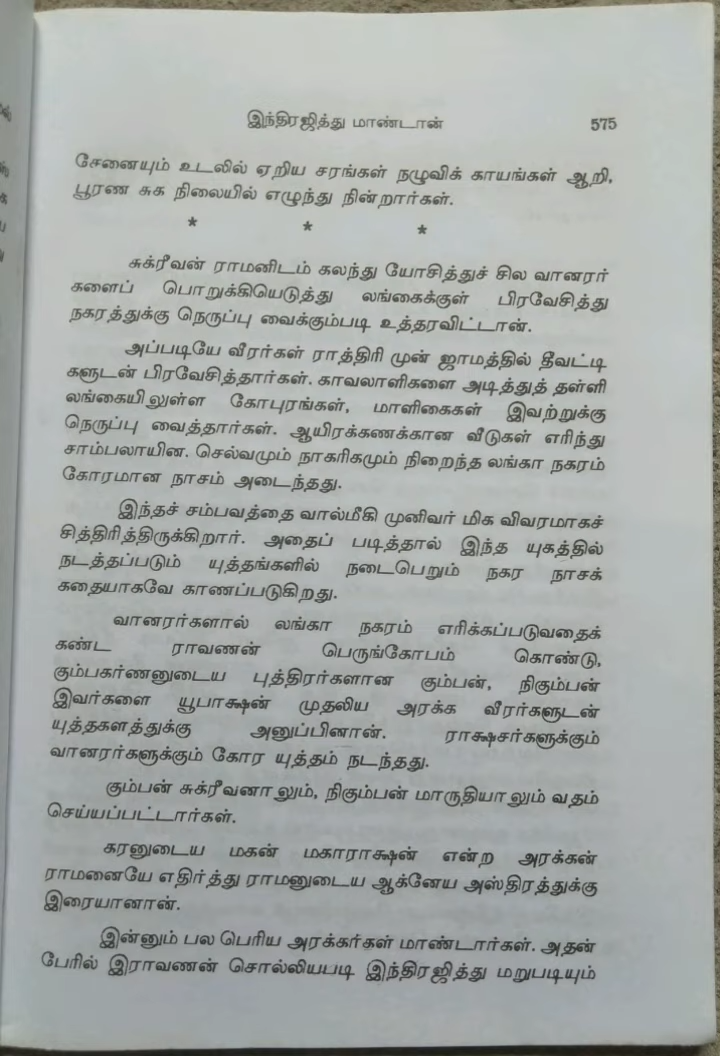 இந்திரஜித்து மாண்டான் 575
சேனையும் உடலில் ஏறிய சரங்கள் நழுவிக் காயங்கள் ஆறி,
பூரண சுக நிலையில் எழுந்து நின்றார்கள்.
* * *
சுக்ரீவன் ராமனிடம் கலந்து யோசித்துச் சில வானரர்
களைப் பொறுக்கியெடுத்து லங்கைக்குள் பிரவேசித்து
நகரத்துக்கு நெருப்பு வைக்கும்படி உத்தரவிட்டான்.
அப்படியே வீரர்கள் ராத்திரி முன் ஜாமத்தில் தீவட்டி
களுடன் பிரவேசித்தார்கள். காவலாளிகளை அடித்துத் தள்ளி
லங்கையிலுள்ள கோபுரங்கள், மாளிகைகள் இவற்றுக்கு
நெருப்பு வைத்தார்கள். ஆயிரக்கணக்கான வீடுகள் எரிந்து
சாம்பலாயின. செல்வமும் நாகரிகமும் நிறைந்த லங்கா நகரம்
கோரமான நாசம் அடைந்தது.
இந்தச் சம்பவத்தை வால்மீகி முனிவர் மிக விவரமாகச்
சித்திரித்திருக்கிறார். அதைப் படித்தால் இந்த யுகத்தில்
நடத்தப்படும் யுத்தங்களில் நடைபெறும் நகர நாசக்
கதையாகவே காணப்படுகிறது.
வானரர்களால் லங்கா நகரம் எரிக்கப்படுவதைக்
கண்ட ராவணன் பெருங்கோபம் கொண்டு,
கும்பகர்ணனுடைய புத்திரர்களான கும்பன், நிகும்பன்
இவர்களை யூபாக்ஷன் முதலிய அரக்க வீரர்களுடன்
யுத்தகளத்துக்கு அனுப்பினான். ராக்ஷசர்களுக்கும்
வானரர்களுக்கும் கோர யுத்தம் நடந்தது.
கும்பன் சுக்ரீவனாலும், நிகும்பன் மாருதியாலும் வதம்
செய்யப்பட்டார்கள்.
கரனுடைய மகன் மகாராக்ஷன் என்ற அரக்கன்
ராமனையே எதிர்த்து ராமனுடைய ஆக்னேய அஸ்திரத்துக்கு
இரையானான்.
இன்னும் பல பெரிய அரக்கர்கள் மாண்டார்கள். அதன்
பேரில் இராவணன் சொல்லியபடி இந்திரஜித்து மறுபடியும்